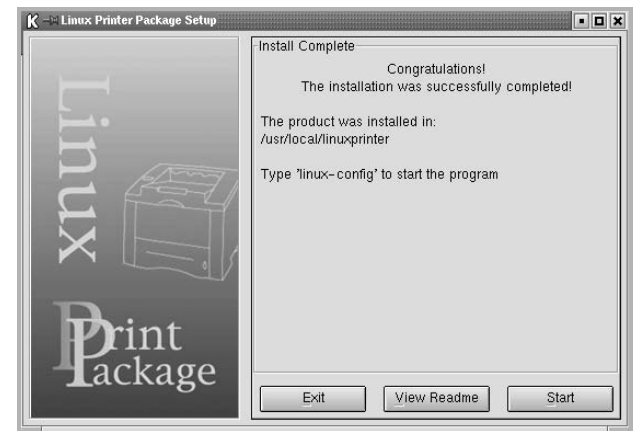 Linux Printer Package Setup
Linux
Print
Package
Install Complete
Congratulations!
The installation was successfully completed!
The product was installed in:
/usr/local/linuxprinter
Type 'linux-config' to start the program
Exit
View Readme
Start